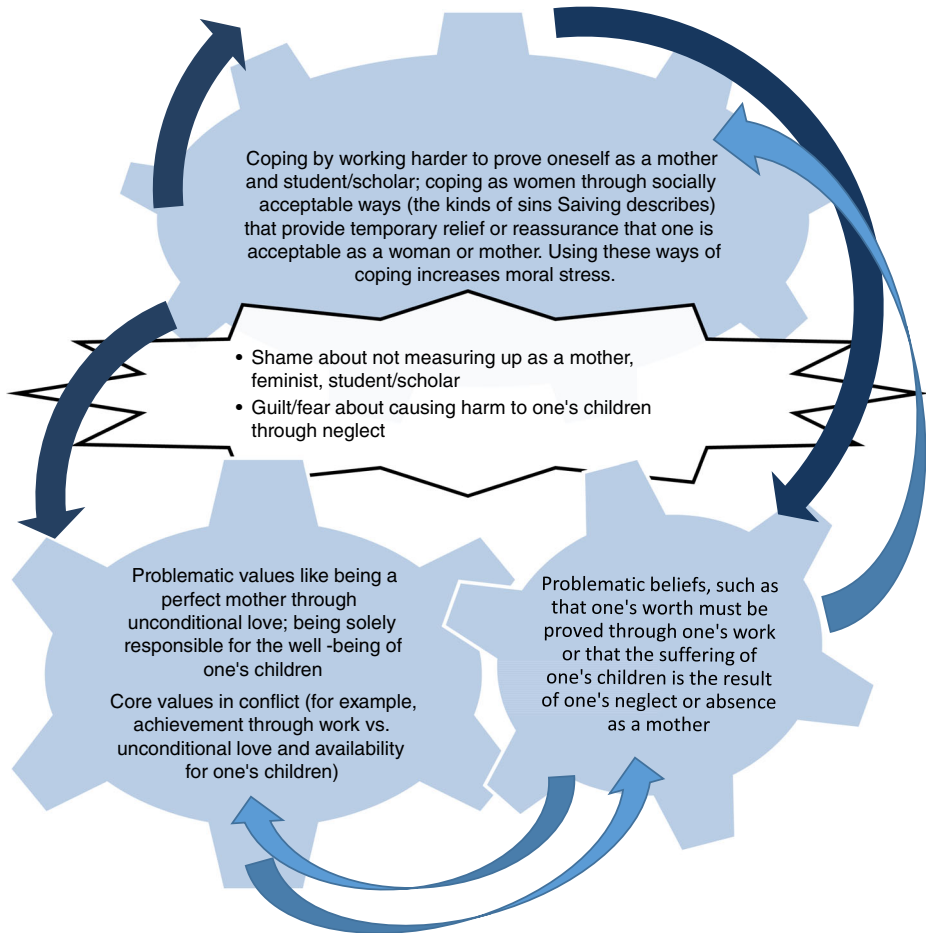 Coping by working harder to prove oneself as a mother
and student/scholar; coping as women through socially
acceptable ways (the kinds of sins Saiving describes)
that provide temporary relief or reassurance that one is
acceptable as a woman or mother. Using these ways of
coping increases moral stress.
• Shame about not measuring up as a mother,
feminist, student/scholar
• Guilt/fear about causing harm to one's children
through neglect
Problematic values like being a
perfect mother through
unconditional love; being solely
responsible for the well -being of
one's children
Core values in conflict (for example,
achievement through work vs.
unconditional love and availability
for one's children)
Problematic beliefs, such as
that one's worth must be
proved through one's work
or that the suffering of
one's children is the result
of one's neglect or absence
as a mother